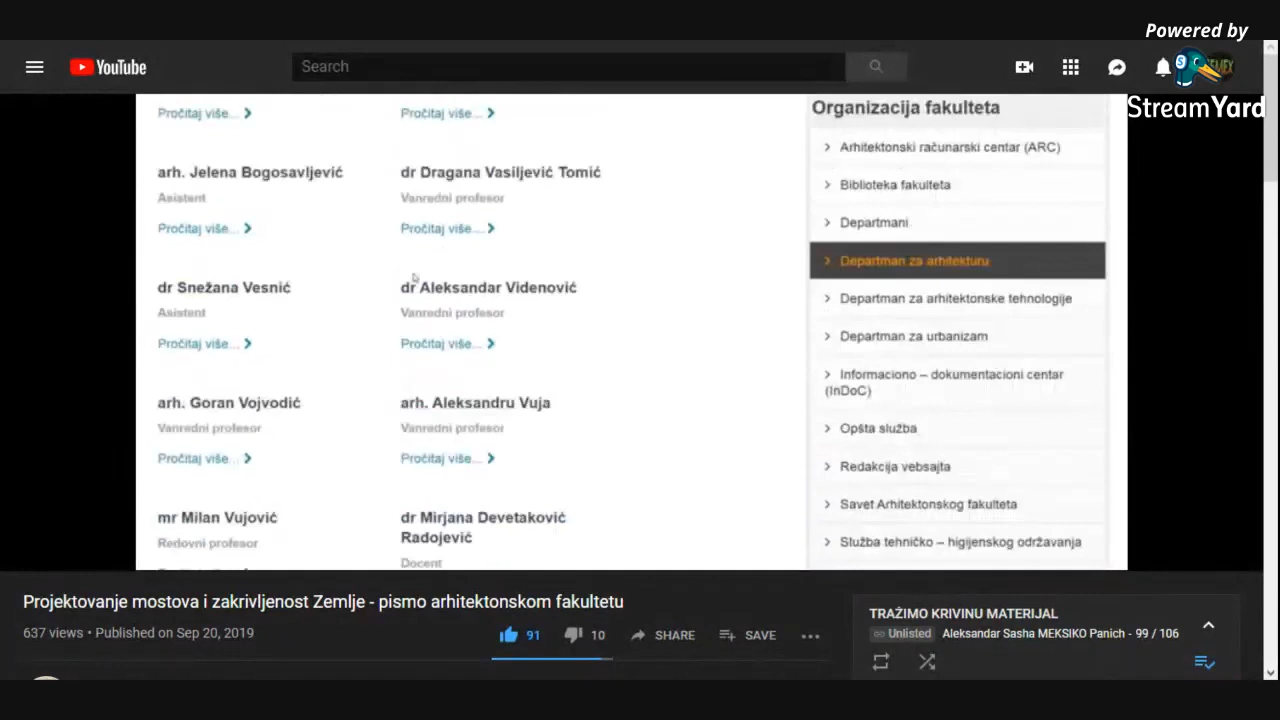 Powered by
StreamYard
YouTube
Search
Pročitaj više...
Pročitaj više...
arh. Jelena Bogosavljević
Asistent
Pročitaj više...
dr Dragana Vasiljević Tomić
Vanredni profesor
Pročitaj više...
dr Snežana Vesnić
Asistent
Pročitaj više...
dr Aleksandar Videnović
Vanredni profesor
Pročitaj više...
arh. Goran Vojvodić
Vanredni profesor
Pročitaj više...
arh. Aleksandru Vuja
Vanredni profesor
Pročitaj više...
mr Milan Vujović
Redovni profesor
dr Mirjana Devetaković
Radojević
Docent
Organizacija fakulteta
Arhitektonski računarski centar (ARC)
Biblioteka fakulteta
Departmani
Departman za arhitekturu
Departman za arhitektonske tehnologije
Departman za urbanizam
Informaciono – dokumentacioni centar
(InDoC)
Opšta služba
Redakcija vebsajta
Savet Arhitektonskog fakulteta
Služba tehničko – higijenskog održavanja
Projektovanje mostova i zakrivljenost Zemlje - pismo arhitektonskom fakultetu
637 views • Published on Sep 20, 2019
91
10
SHARE
SAVE
TRAŽIMO KRIVINU MATERIJAL
Unlisted Aleksandar Sasha MEKSIKO Panich - 99 / 106